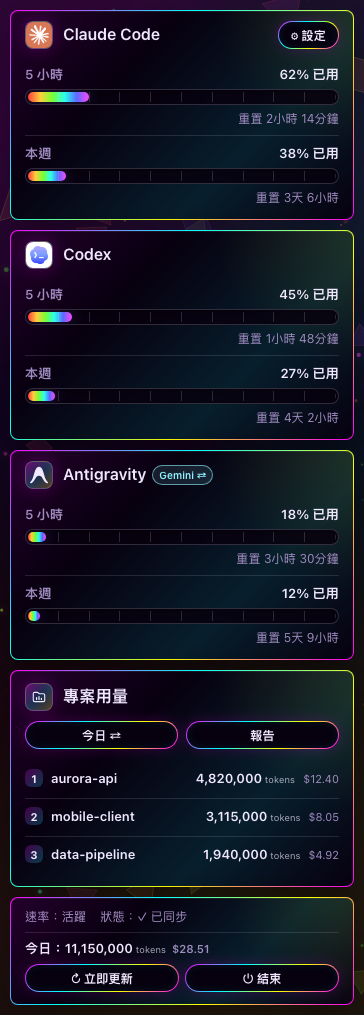 Claude Code
⚙ 設定
5 小時 62% 已用
重置 2小時 14分鐘
本週 38% 已用
重置 3天 6小時
Codex
5 小時 45% 已用
重置 1小時 48分鐘
本週 27% 已用
重置 4天 2小時
Antigravity Gemini ⇄
5 小時 18% 已用
重置 3小時 30分鐘
本週 12% 已用
重置 5天 9小時
專案用量
今日 ⇄ 報告
1 aurora-api 4,820,000 tokens $12.40
2 mobile-client 3,115,000 tokens $8.05
3 data-pipeline 1,940,000 tokens $4.92
速率：活躍 狀態：✓ 已同步
今日：11,150,000 tokens $28.51
↻ 立即更新 ⏻ 結束